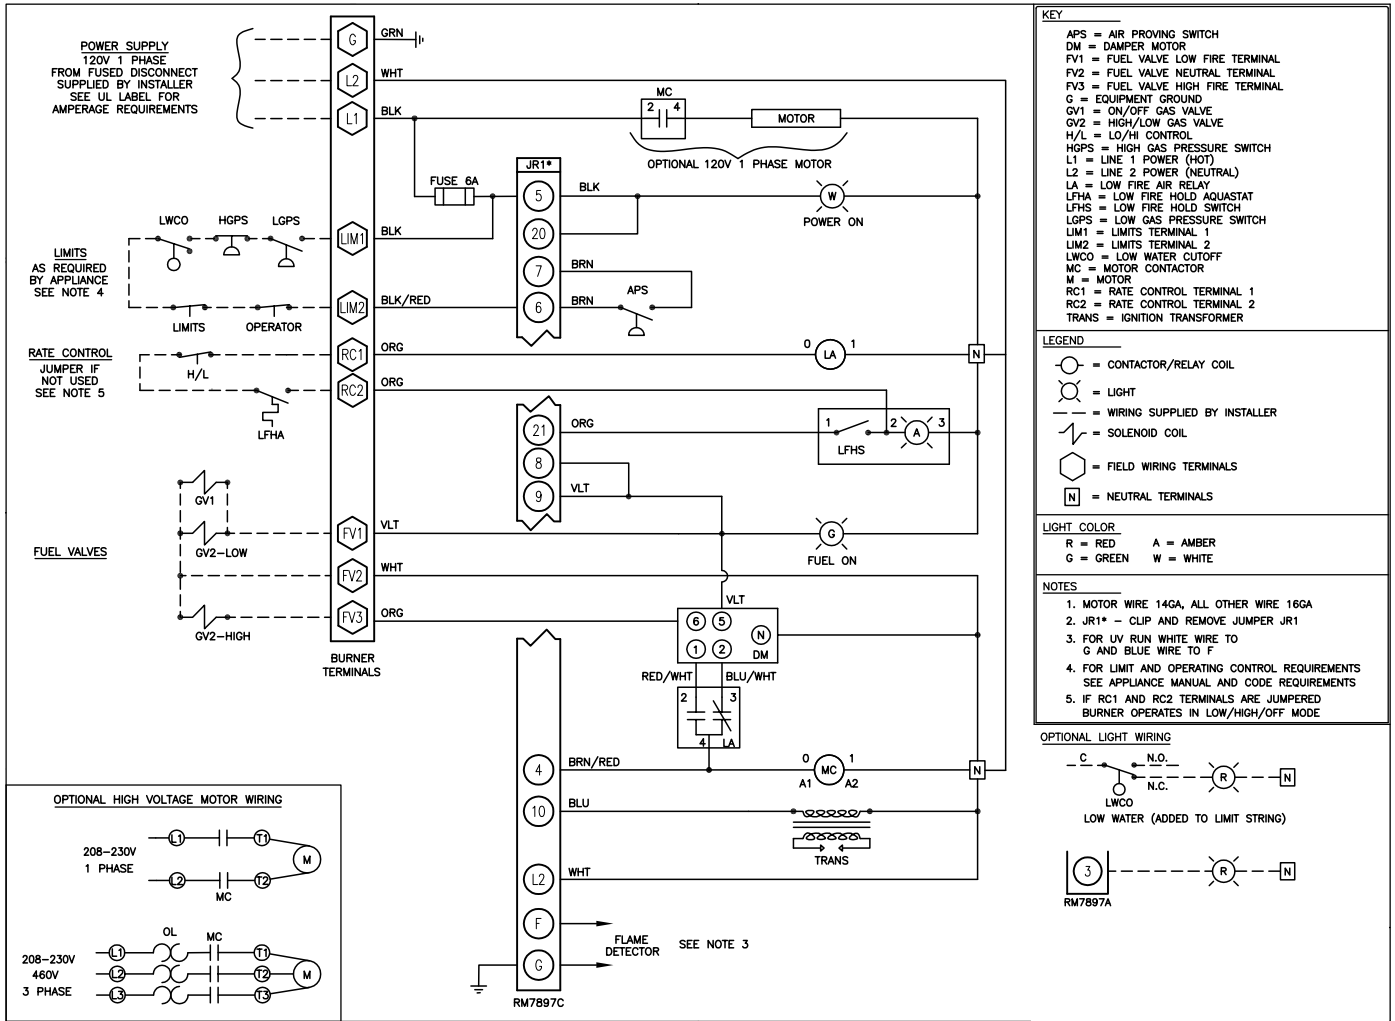 POWER SUPPLY
120V 1 PHASE
FROM FUSED DISCONNECT
SUPPLIED BY INSTALLER
SEE UL LABEL FOR
AMPERAGE REQUIREMENTS
G
GRN
L2
WHT
L1
BLK
MC
2 4
MOTOR
OPTIONAL 120V 1 PHASE MOTOR
JR1*
FUSE 6A
5
BLK
W
POWER ON
20
LWCO
HGPS
LGPS
LIM1
BLK
LIMITS
AS REQUIRED
BY APPLIANCE
SEE NOTE 4
7
BRN
APS
LIM2
BLK/RED
6
BRN
LIMITS
OPERATOR
RATE CONTROL
JUMPER IF
NOT USED
SEE NOTE 5
H/L
RC1
ORG
0
LA
1
N
RC2
ORG
LFHA
21
ORG
1
2
A
3
LFHS
8
9
VLT
GV1
FV1
VLT
G
FUEL ON
GV2-LOW
FUEL VALVES
FV2
WHT
VLT
FV3
ORG
GV2-HIGH
6
5
N
1
2
DM
BURNER
TERMINALS
RED/WHT
BLU/WHT
2
3
4
LA
4
BRN/RED
0
MC
1
A1
A2
N
10
BLU
TRANS
L2
WHT
F
FLAME
DETECTOR
SEE NOTE 3
G
RM7897C
OPTIONAL HIGH VOLTAGE MOTOR WIRING
L1
T1
208-230V
1 PHASE
M
L2
T2
MC
OL
MC
L1
T1
208-230V
460V
3 PHASE
L2
T2
M
L3
T3
KEY
APS = AIR PROVING SWITCH
DM = DAMPER MOTOR
FV1 = FUEL VALVE LOW FIRE TERMINAL
FV2 = FUEL VALVE NEUTRAL TERMINAL
FV3 = FUEL VALVE HIGH FIRE TERMINAL
G = EQUIPMENT GROUND
GV1 = ON/OFF GAS VALVE
GV2 = HIGH/LOW GAS VALVE
H/L = LO/HI CONTROL
HGPS = HIGH GAS PRESSURE SWITCH
L1 = LINE 1 POWER (HOT)
L2 = LINE 2 POWER (NEUTRAL)
LA = LOW FIRE AIR RELAY
LFHA = LOW FIRE HOLD AQUASTAT
LFHS = LOW FIRE HOLD SWITCH
LGPS = LOW GAS PRESSURE SWITCH
LIM1 = LIMITS TERMINAL 1
LIM2 = LIMITS TERMINAL 2
LWCO = LOW WATER CUTOFF
MC = MOTOR CONTACTOR
M = MOTOR
RC1 = RATE CONTROL TERMINAL 1
RC2 = RATE CONTROL TERMINAL 2
TRANS = IGNITION TRANSFORMER
LEGEND
= CONTACTOR/RELAY COIL
= LIGHT
= WIRING SUPPLIED BY INSTALLER
= SOLENOID COIL
= FIELD WIRING TERMINALS
N = NEUTRAL TERMINALS
LIGHT COLOR
R = RED A = AMBER
G = GREEN W = WHITE
NOTES
1. MOTOR WIRE 14GA, ALL OTHER WIRE 16GA
2. JR1* - CLIP AND REMOVE JUMPER JR1
3. FOR UV RUN WHITE WIRE TO
G AND BLUE WIRE TO F
4. FOR LIMIT AND OPERATING CONTROL REQUIREMENTS
SEE APPLIANCE MANUAL AND CODE REQUIREMENTS
5. IF RC1 AND RC2 TERMINALS ARE JUMPERED
BURNER OPERATES IN LOW/HIGH/OFF MODE
OPTIONAL LIGHT WIRING
C
N.O.
N.C.
R
N
LWCO
LOW WATER (ADDED TO LIMIT STRING)
3
R
N
RM7897A